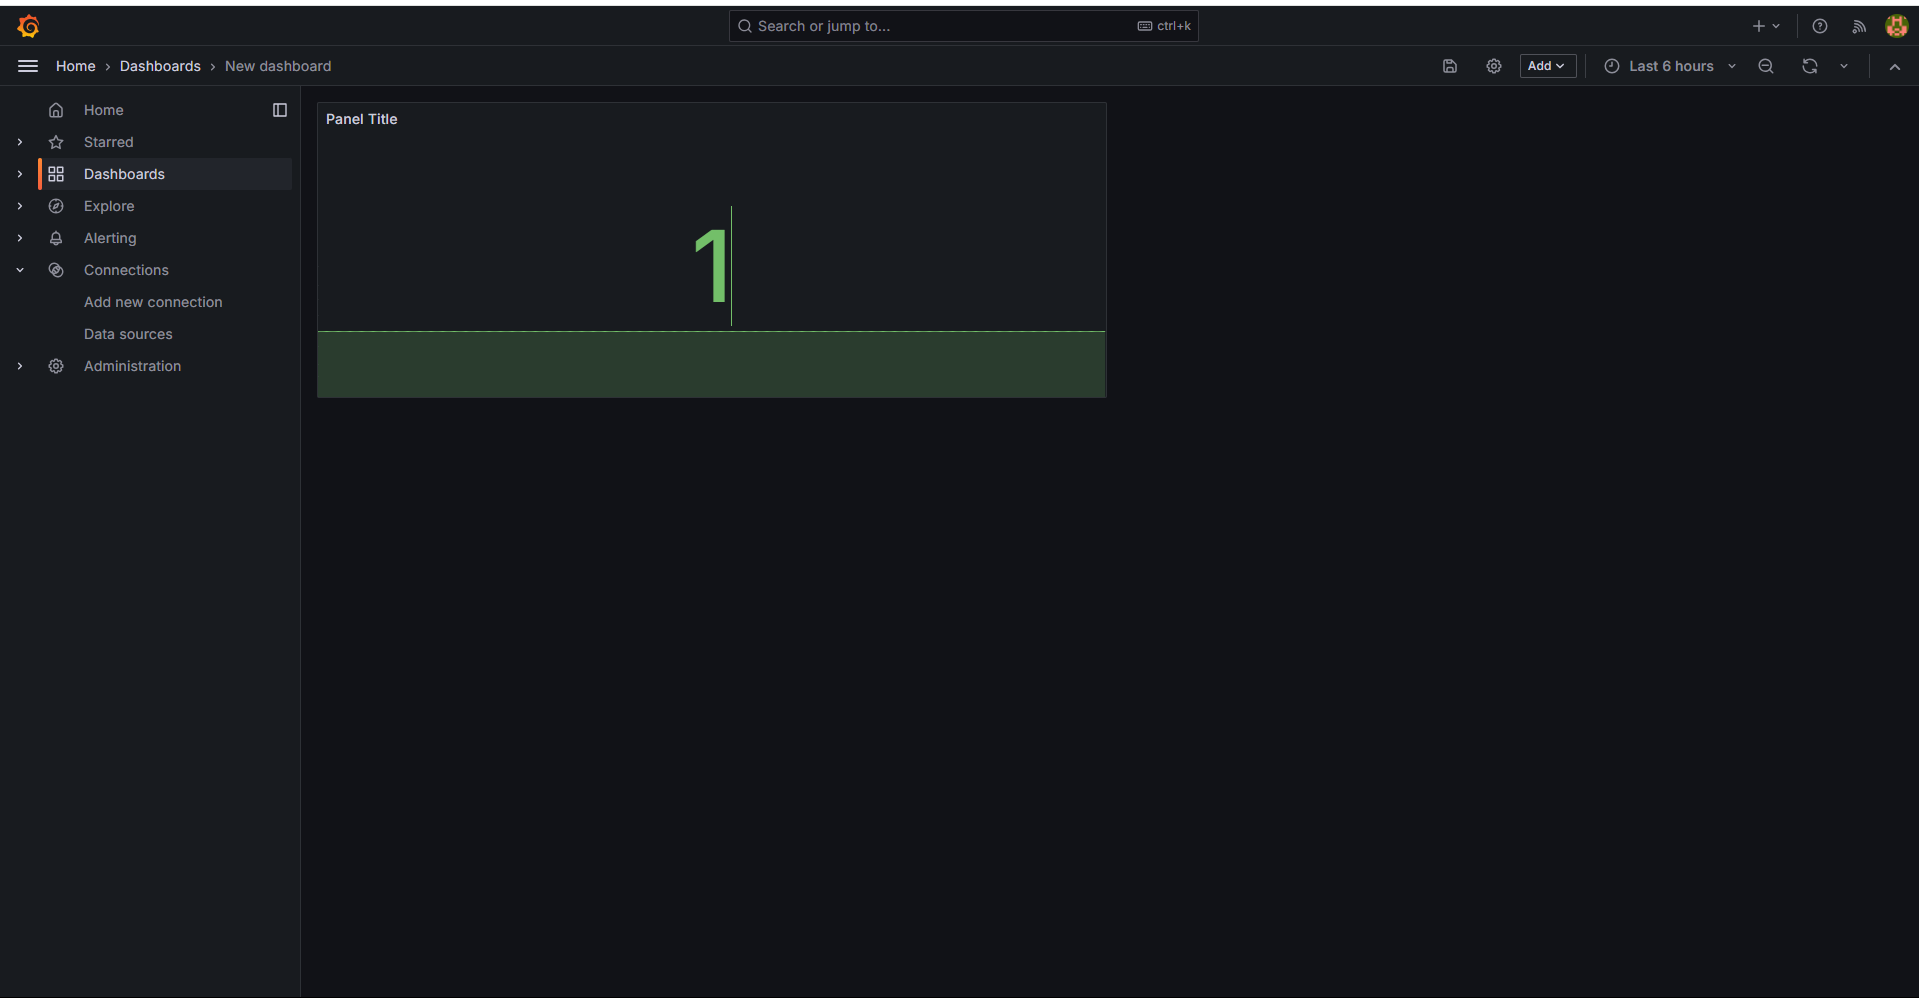 Search or jump to... ctrl+k
Home › Dashboards › New dashboard Add Last 6 hours
Home
Starred
Dashboards
Explore
Alerting
Connections
Add new connection
Data sources
Administration
Panel Title
1